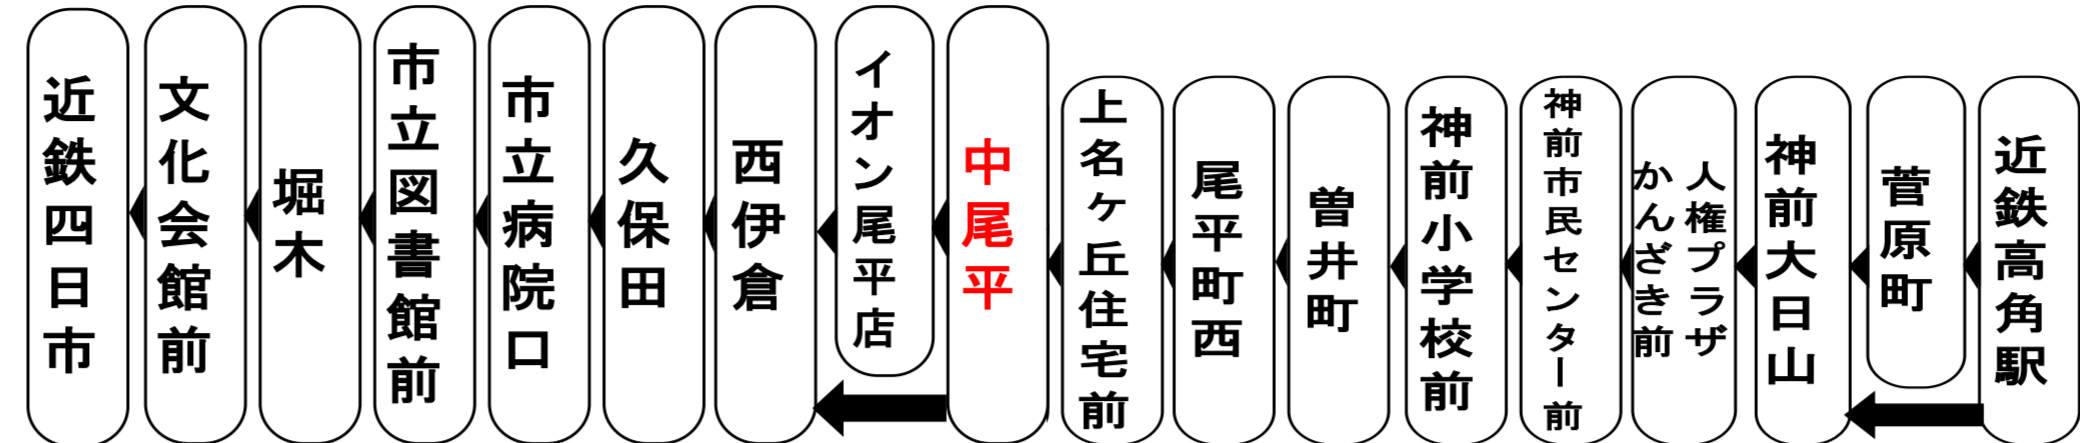 近鉄四日市
文化会館前
堀木
市立図書館前
市立病院口
久保田
西伊倉
イオン尾平店
中尾平
上名ヶ丘住宅前
尾平町西
曽井町
神前小学校前
神前市民センター前
人権プラザ
かんざき前
神前大日山
菅原町
近鉄高角駅